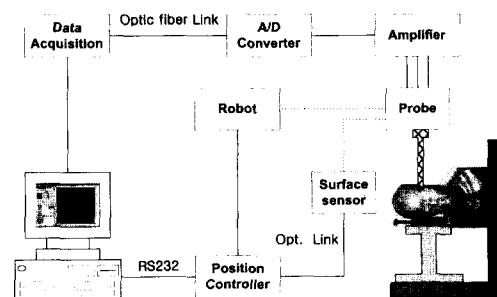 Data
Acquisition
Optic fiber Link
A/D
Converter
Amplifier
Robot
Probe
Surface
sensor
Opt. Link
RS232
Position
Controller